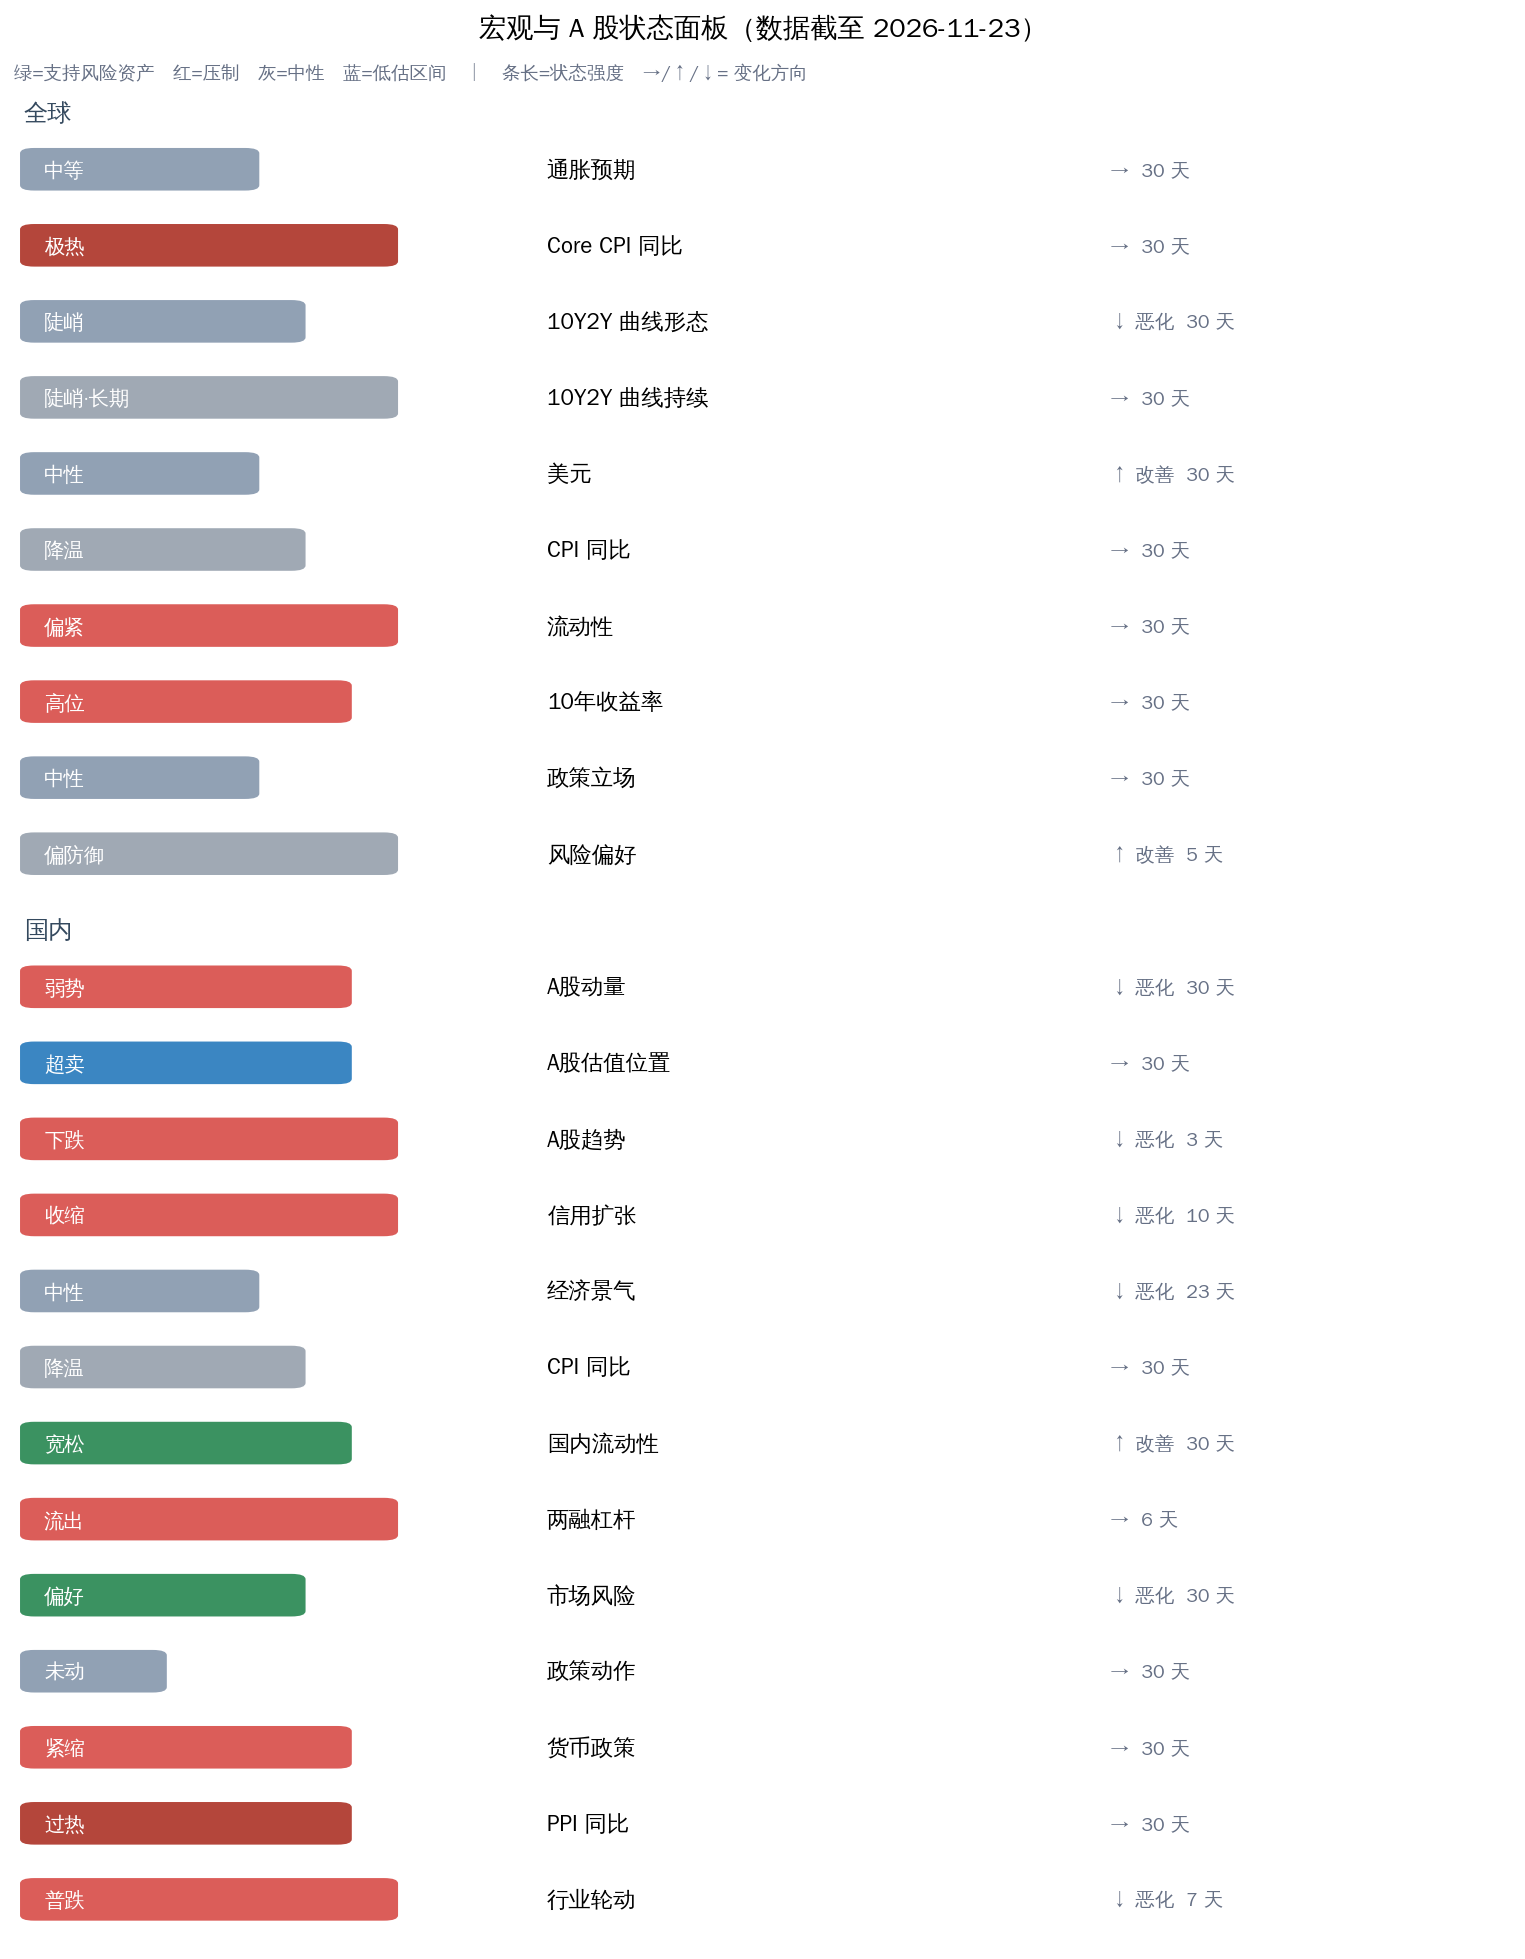 宏观与 A 股状态面板（数据截至 2026-11-23）
绿=支持风险资产 红=压制 灰=中性 蓝=低估区间 | 条长=状态强度 →/↑/↓= 变化方向
全球
中等 通胀预期 → 30 天
极热 Core CPI 同比 → 30 天
陡峭 10Y2Y 曲线形态 ↓ 恶化 30 天
陡峭·长期 10Y2Y 曲线持续 → 30 天
中性 美元 ↑ 改善 30 天
降温 CPI 同比 → 30 天
偏紧 流动性 → 30 天
高位 10年收益率 → 30 天
中性 政策立场 → 30 天
偏防御 风险偏好 ↑ 改善 5 天
国内
弱势 A股动量 ↓ 恶化 30 天
超卖 A股估值位置 → 30 天
下跌 A股趋势 ↓ 恶化 3 天
收缩 信用扩张 ↓ 恶化 10 天
中性 经济景气 ↓ 恶化 23 天
降温 CPI 同比 → 30 天
宽松 国内流动性 ↑ 改善 30 天
流出 两融杠杆 → 6 天
偏好 市场风险 ↓ 恶化 30 天
未动 政策动作 → 30 天
紧缩 货币政策 → 30 天
过热 PPI 同比 → 30 天
普跌 行业轮动 ↓ 恶化 7 天